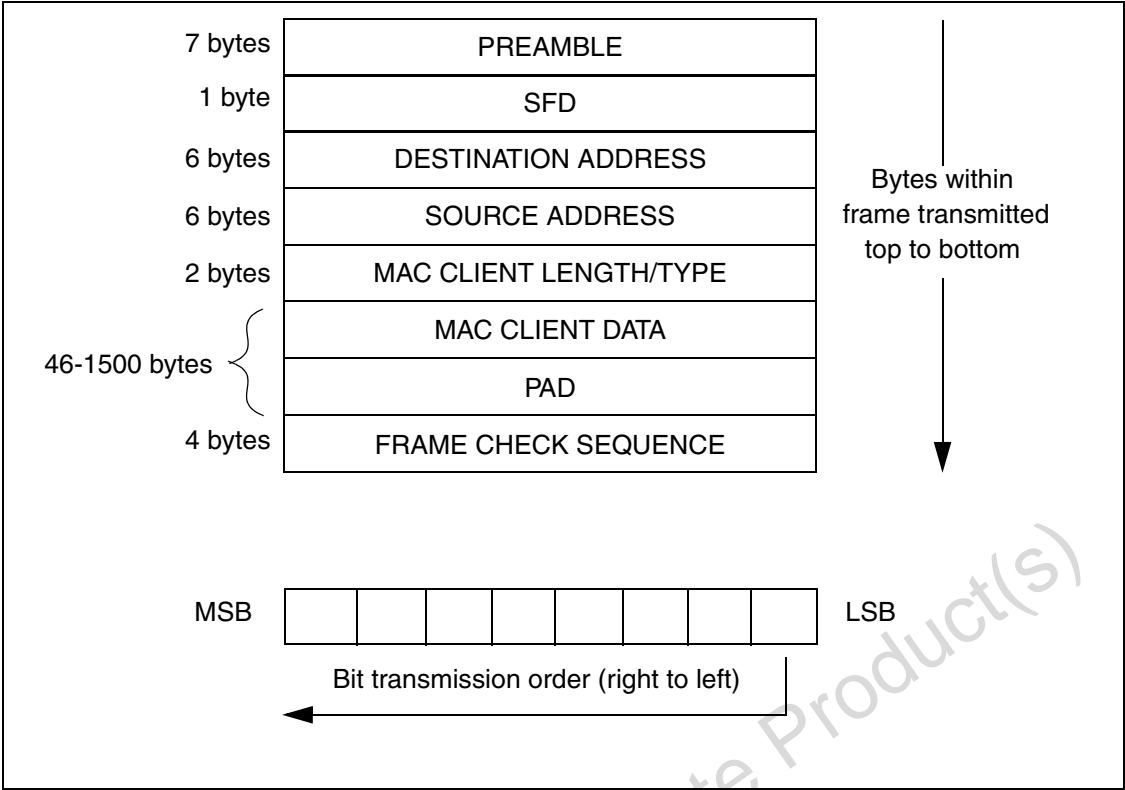 7 bytes PREAMBLE
1 byte SFD
6 bytes DESTINATION ADDRESS
6 bytes SOURCE ADDRESS
2 bytes MAC CLIENT LENGTH/TYPE
MAC CLIENT DATA
46-1500 bytes
PAD
4 bytes FRAME CHECK SEQUENCE
Bytes within
frame transmitted
top to bottom
MSB LSB
Bit transmission order (right to left)
Product(s)